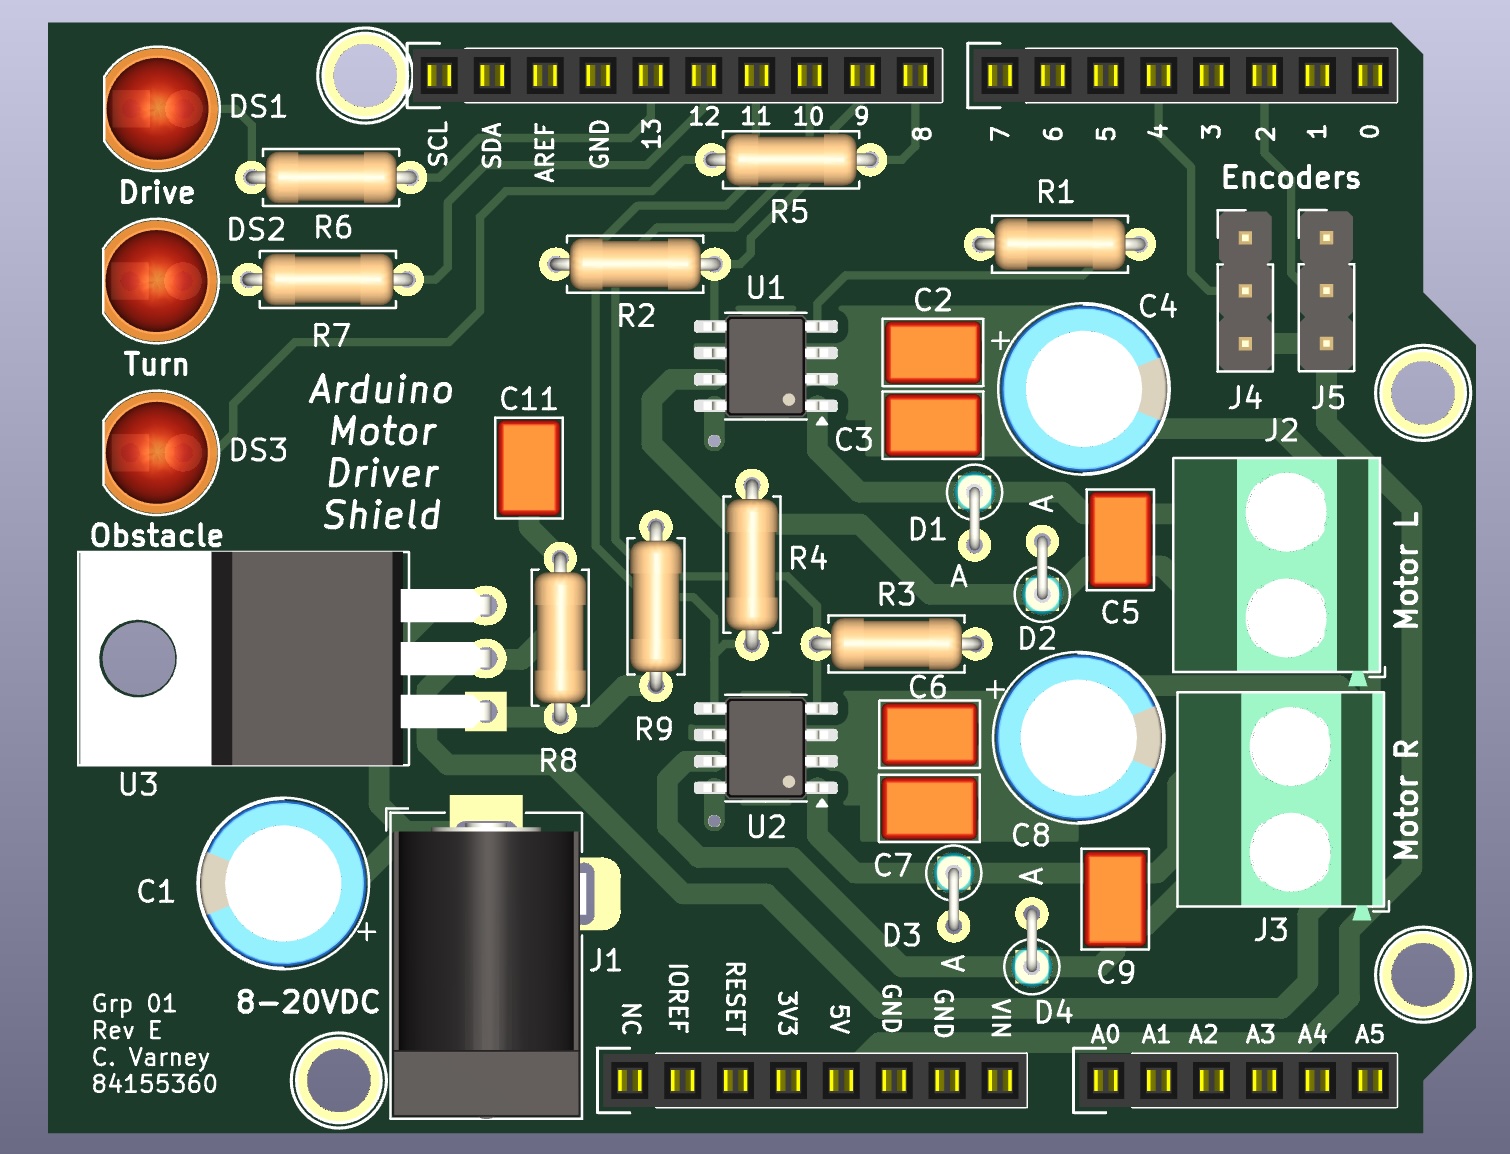 DS1
Drive
R6
DS2
Turn
R7
DS3
Obstacle
SCL
SDA
AREF
GND
13
12
11
10
9
8
7
6
5
4
3
2
1
0
R5
R1
Encoders
R2
U1
C2
C4
+
C3
J4
J5
J2
Arduino
Motor
Driver
Shield
C11
R4
D1
A
A
D2
C5
Motor L
R3
C6
+
R9
R8
U3
U2
C7
C8
Motor R
J3
D3
A
A
D4
C9
C1
+
J1
8-20VDC
Grp 01
Rev E
C. Varney
84155360
NC
IOREF
RESET
3V3
5V
GND
GND
VIN
A0
A1
A2
A3
A4
A5